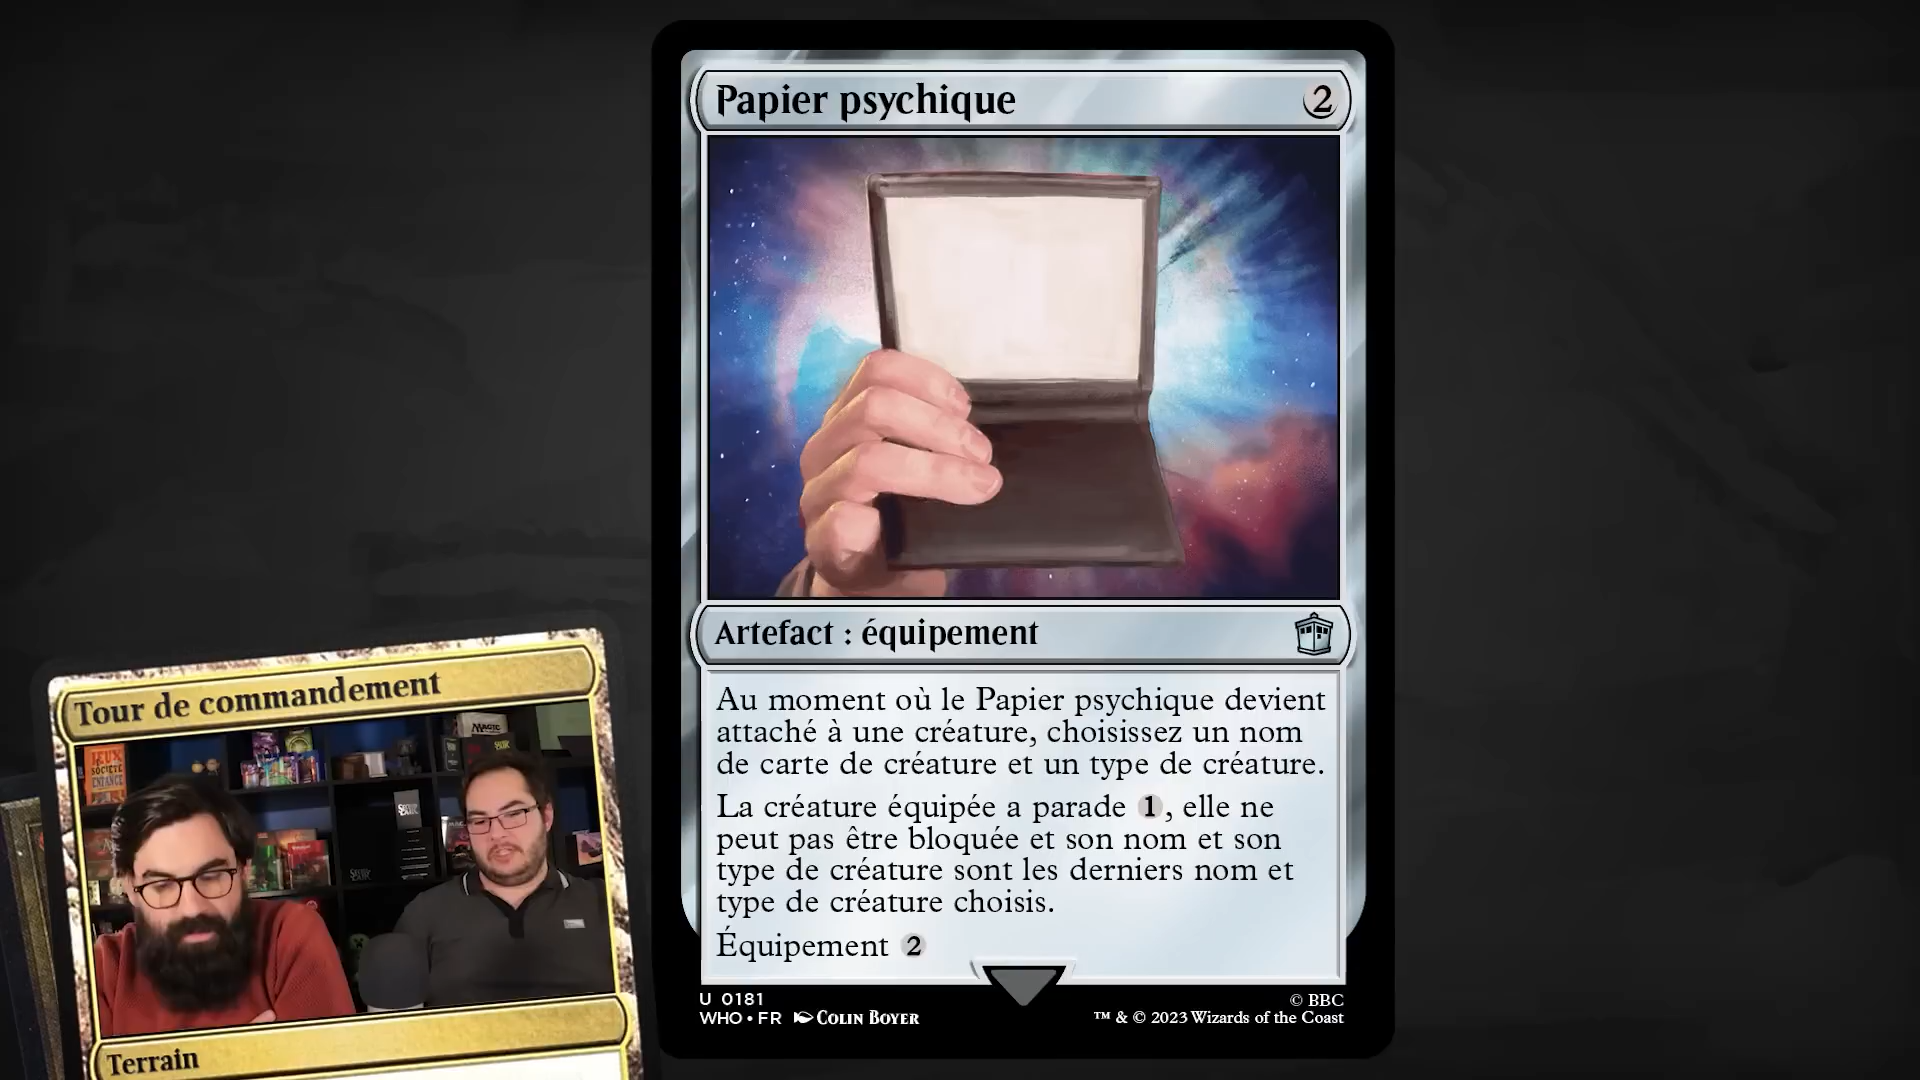 Papier psychique
2
Artefact : équipement
Au moment où le Papier psychique devient
attaché à une créature, choisissez un nom
de carte de créature et un type de créature.
La créature équipée a parade 1, elle ne
peut pas être bloquée et son nom et son
type de créature sont les derniers nom et
type de créature choisis.
Équipement 2
U 0181
WHO • FR COLIN BOYER
© BBC
™ & © 2023 Wizards of the Coast
Tour de commandement
JEUX
SOCIÉTÉ
MAGIC
Terrain